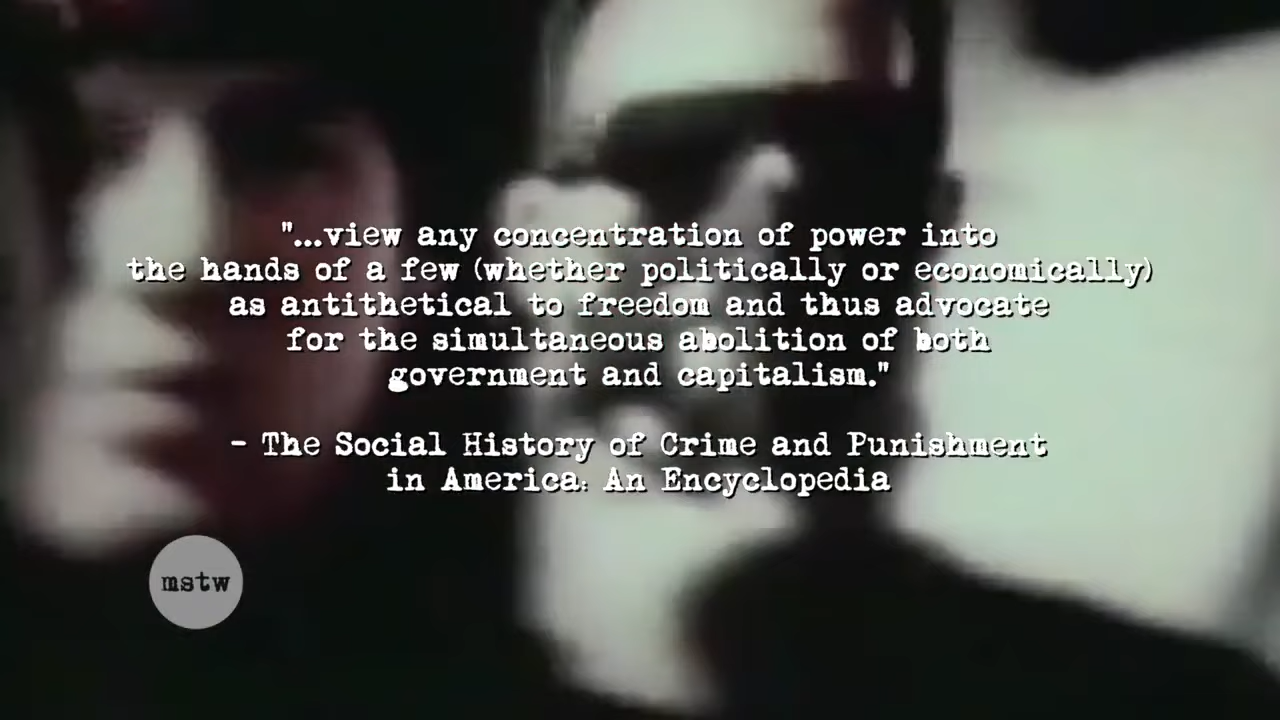 "...view any concentration of power into
the hands of a few (whether politically or economically)
as antithetical to freedom and thus advocate
for the simultaneous abolition of both
government and capitalism."
- The Social History of Crime and Punishment
in America: An Encyclopedia
mstw